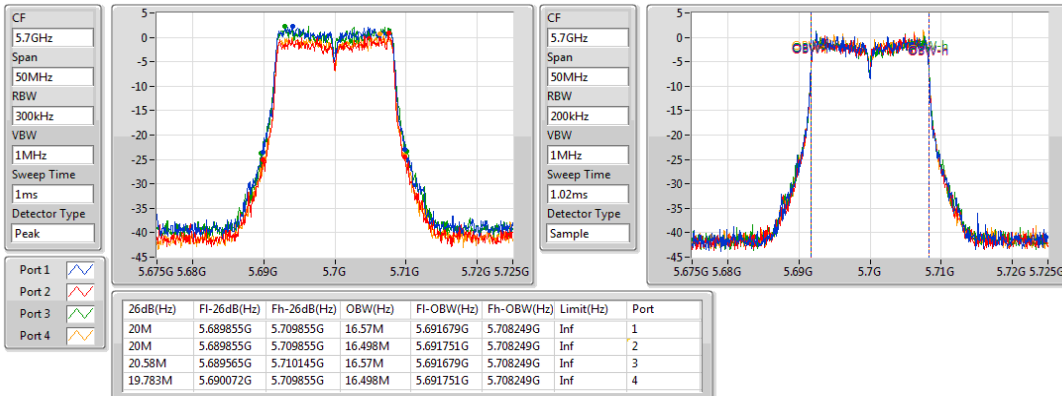 CF
5.7GHz
Span
50MHz
RBW
300kHz
VBW
1MHz
Sweep Time
1ms
Detector Type
Peak
Port 1
Port 2
Port 3
Port 4
5
0
-5
-10
-15
-20
-25
-30
-35
-40
-45
5.675G 5.68G 5.69G 5.7G 5.71G 5.72G 5.725G
CF
5.7GHz
Span
50MHz
RBW
200kHz
VBW
1MHz
Sweep Time
1.02ms
Detector Type
Sample
5
0
-5
-10
-15
-20
-25
-30
-35
-40
-45
OBW-h
5.675G 5.68G 5.69G 5.7G 5.71G 5.72G 5.725G
26dB(Hz) Fl-26dB(Hz) Fh-26dB(Hz) OBW(Hz) Fl-OBW(Hz) Fh-OBW(Hz) Limit(Hz) Port
20M 5.689855G 5.709855G 16.57M 5.691679G 5.708249G Inf 1
20M 5.689855G 5.709855G 16.498M 5.691751G 5.708249G Inf 2
20.58M 5.689565G 5.710145G 16.57M 5.691679G 5.708249G Inf 3
19.783M 5.690072G 5.709855G 16.498M 5.691751G 5.708249G Inf 4